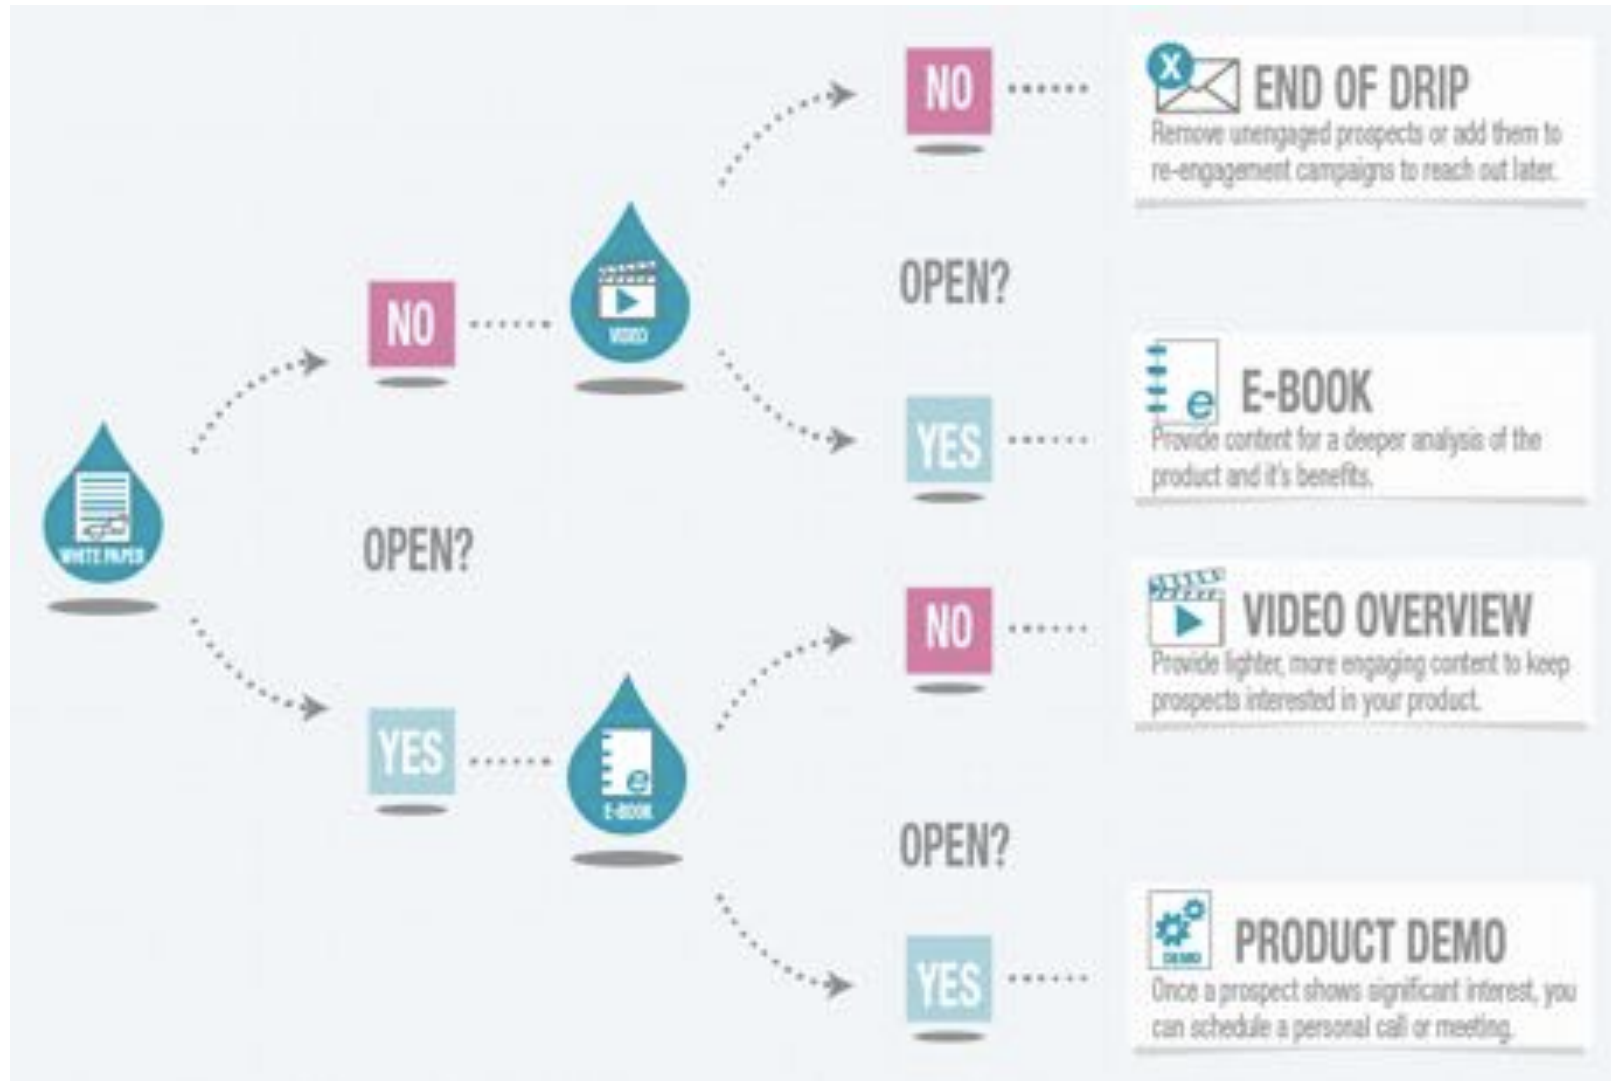 WHITE PAPER
OPEN?
NO
VIDEO
YES
E-BOOK
OPEN?
NO
X
END OF DRIP
Remove unengaged prospects or add them to
re-engagement campaigns to reach out later.
YES
e
E-BOOK
Provide content for a deeper analysis of the
product and it's benefits.
OPEN?
NO
VIDEO OVERVIEW
Provide lighter, more engaging content to keep
prospects interested in your product.
YES
DEMO
PRODUCT DEMO
Once a prospect shows significant interest, you
can schedule a personal call or meeting.